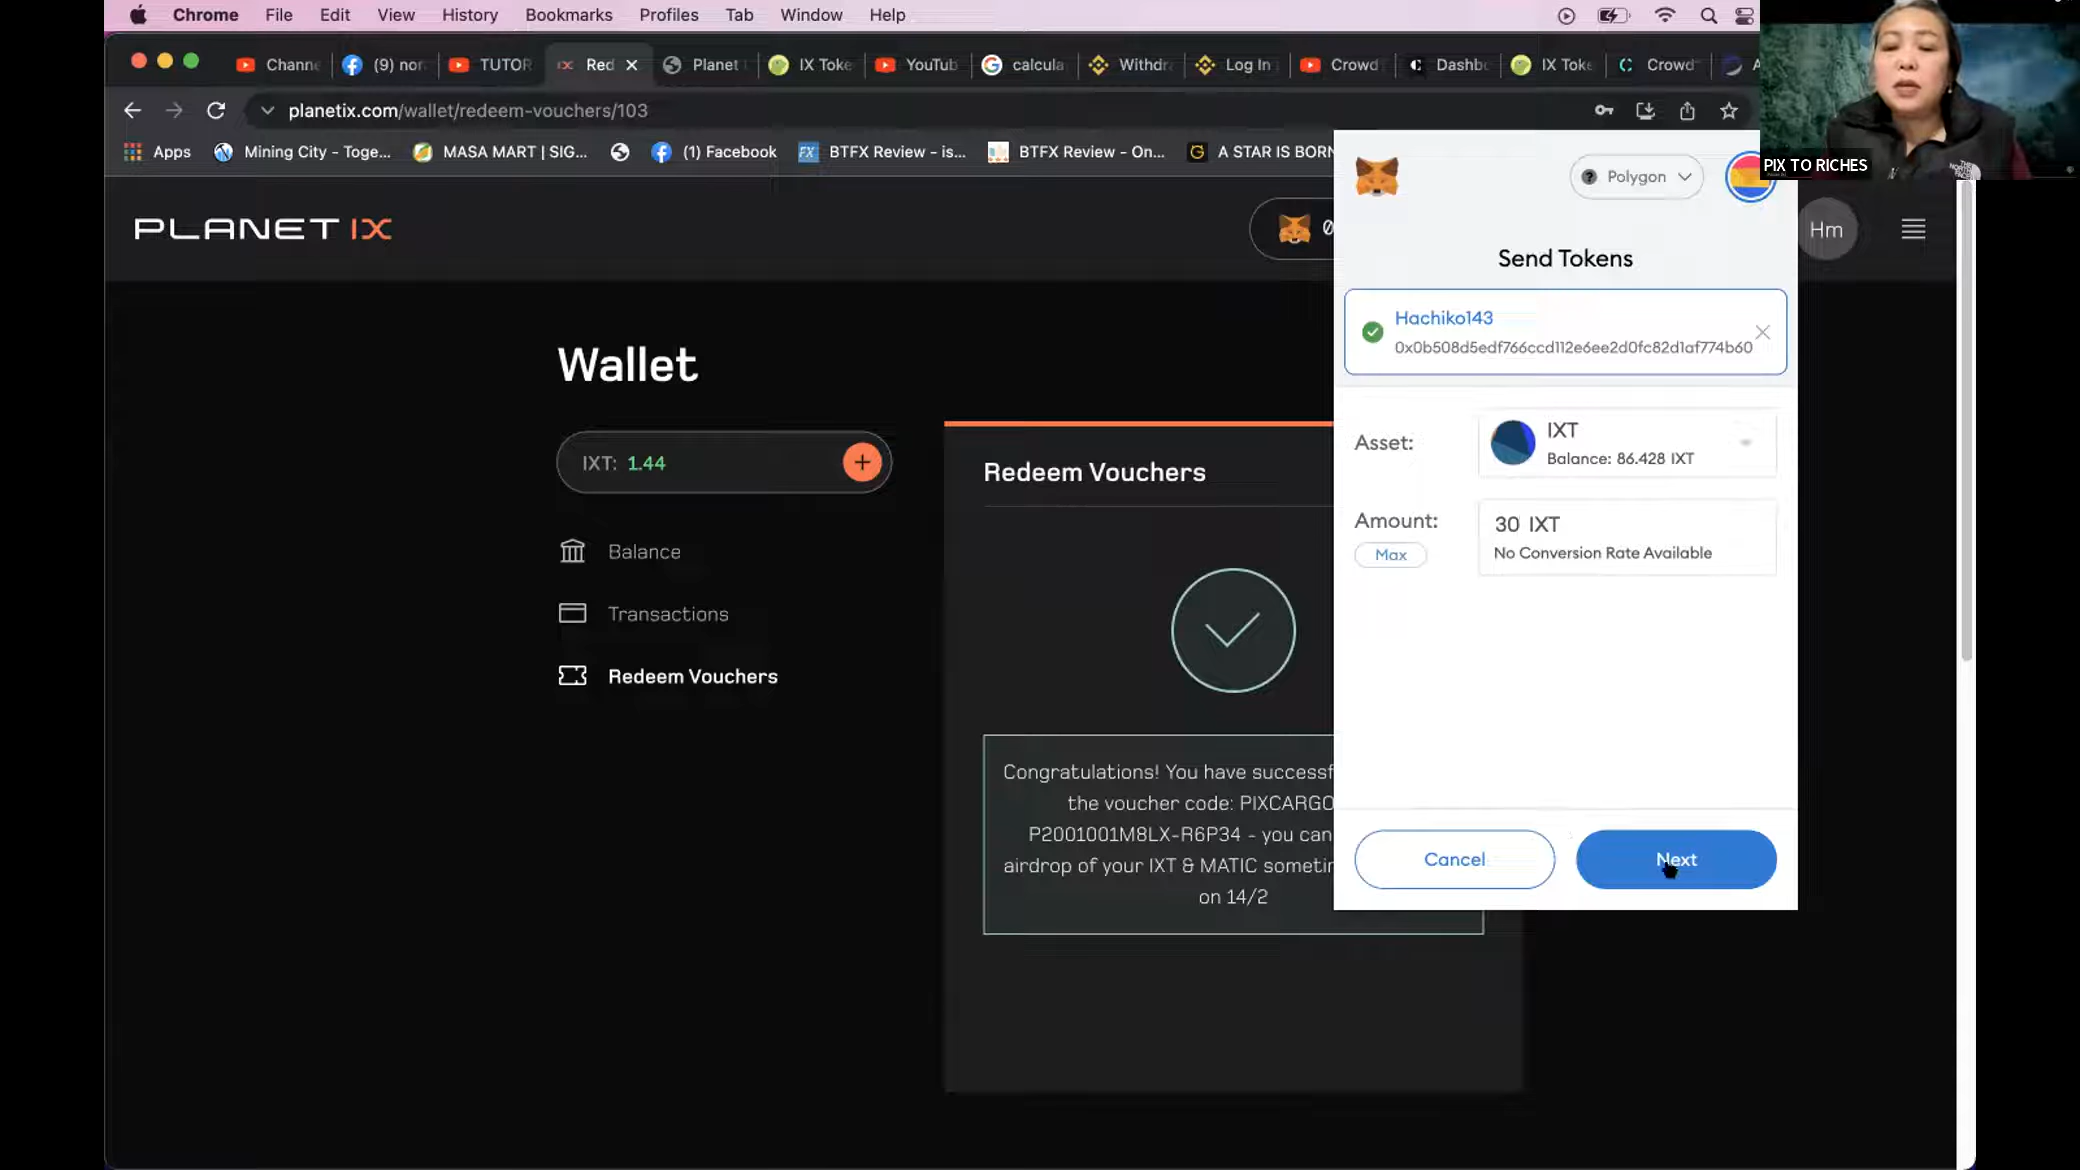 Chrome File Edit View History Bookmarks Profiles Tab Window Help
Channe (9) nor TUTOR Red Planet IX Toke YouTub calcula Withdr Log In Crowd Dashb IX Toke Crowd A
planetix.com/wallet/redeem-vouchers/103
Apps Mining City - Toge... MASA MART | SIG... (1) Facebook BTFX Review - is... BTFX Review - On... A STAR IS BORN
PIX TO RICHES
PLANET IX
Hm
Wallet
IXT: 1.44
Balance
Transactions
Redeem Vouchers
Redeem Vouchers
Congratulations! You have successf
the voucher code: PIXCARGO
P2001001M8LX-R6P34 - you can
airdrop of your IXT & MATIC sometin
on 14/2
Polygon
Send Tokens
Hachiko143
0x0b508d5edf766ccd112e6ee2d0fc82d1af774b60
Asset:
IXT
Balance: 86.428 IXT
Amount:
Max
30 IXT
No Conversion Rate Available
Cancel
Next